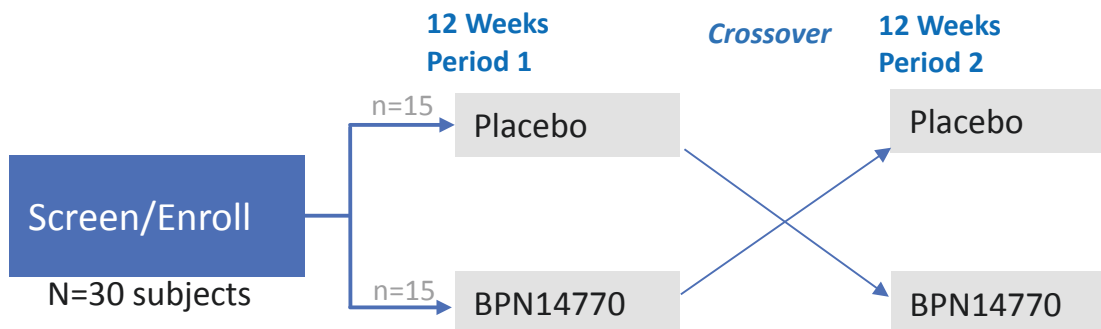 12 Weeks
Period 1
Crossover
12 Weeks
Period 2
n=15
Placebo
Placebo
Screen/Enroll
N=30 subjects
n=15
BPN14770
BPN14770